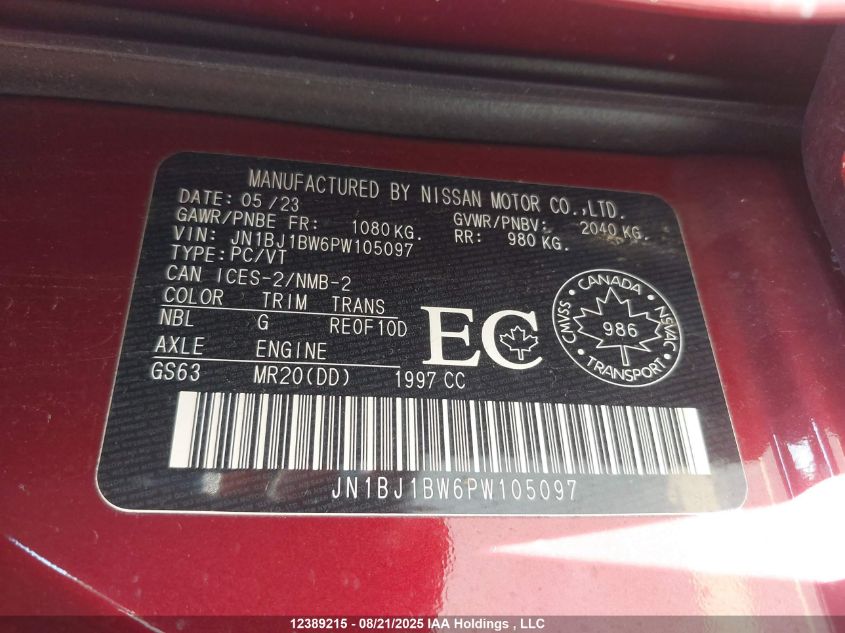 MANUFACTURED BY NISSAN MOTOR CO.,LTD.
DATE: 05/23
GAWR/PNBE FR: 1080KG. GVWR/PNBV: 2040 KG.
VIN: JN1BJ1BW6PW105097 RR: 980 KG.
TYPE:PC/VT
CAN ICES-2/NMB-2
COLOR TRIM TRANS
NBL G RE0F10D
AXLE ENGINE
GS63 MR20(DD) 1997 CC
EC
CMVSS CANADA NSVAC
986
TRANSPORT
JN1BJ1BW6PW105097
12389215 - 08/21/2025 IAA Holdings , LLC